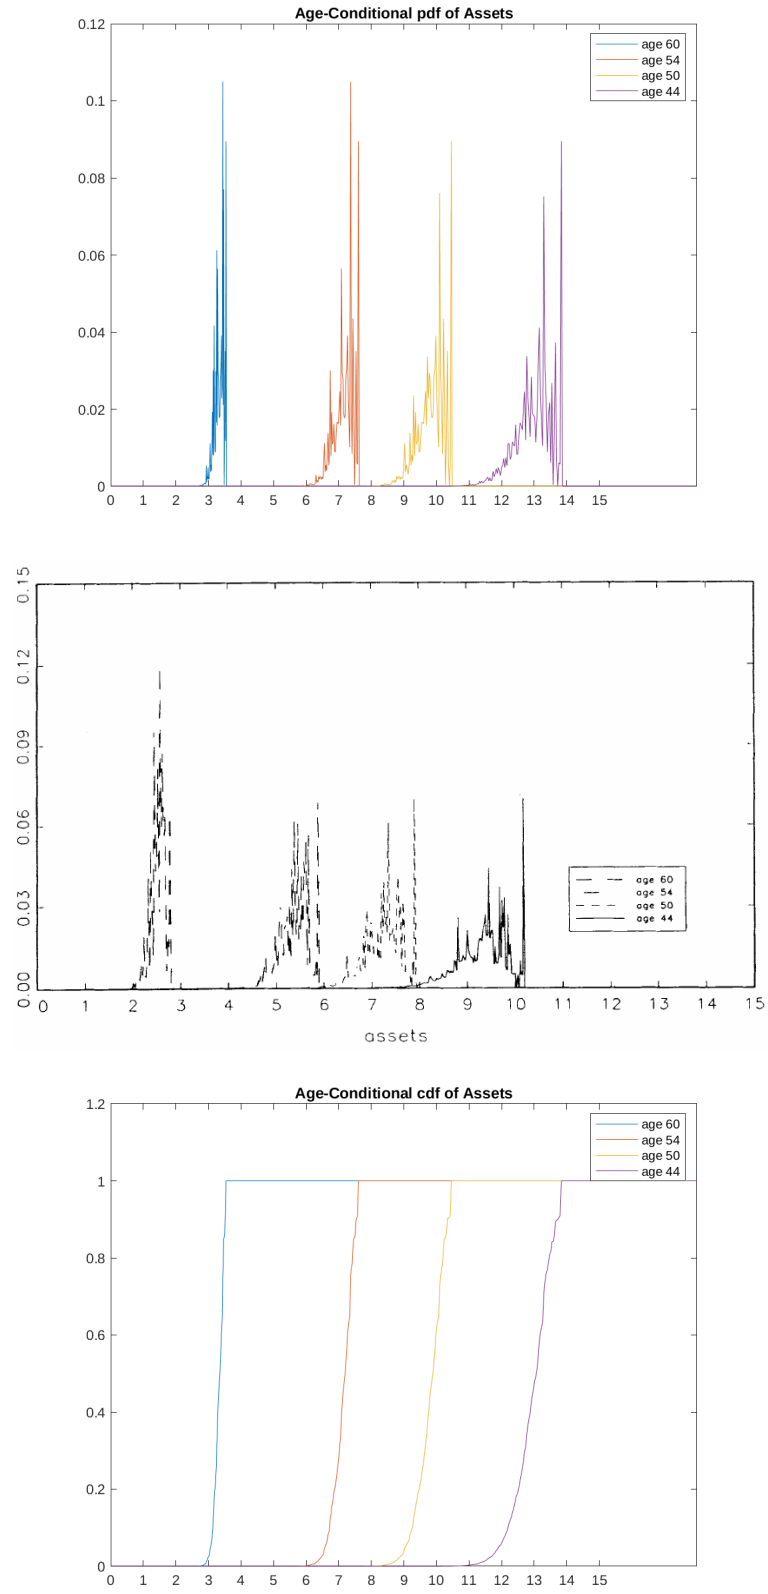 Age-Conditional pdf of Assets
0.12
0.1
0.08
0.06
0.04
0.02
0
0 1 2 3 4 5 6 7 8 9 10 11 12 13 14 15
age 60
age 54
age 50
age 44
0.15
0.12
0.09
0.06
0.03
0.00
0 1 2 3 4 5 6 7 8 9 10 11 12 13 14 15
assets
age 60
age 54
age 50
age 44
Age-Conditional cdf of Assets
1.2
1
0.8
0.6
0.4
0.2
0
0 1 2 3 4 5 6 7 8 9 10 11 12 13 14 15
age 60
age 54
age 50
age 44